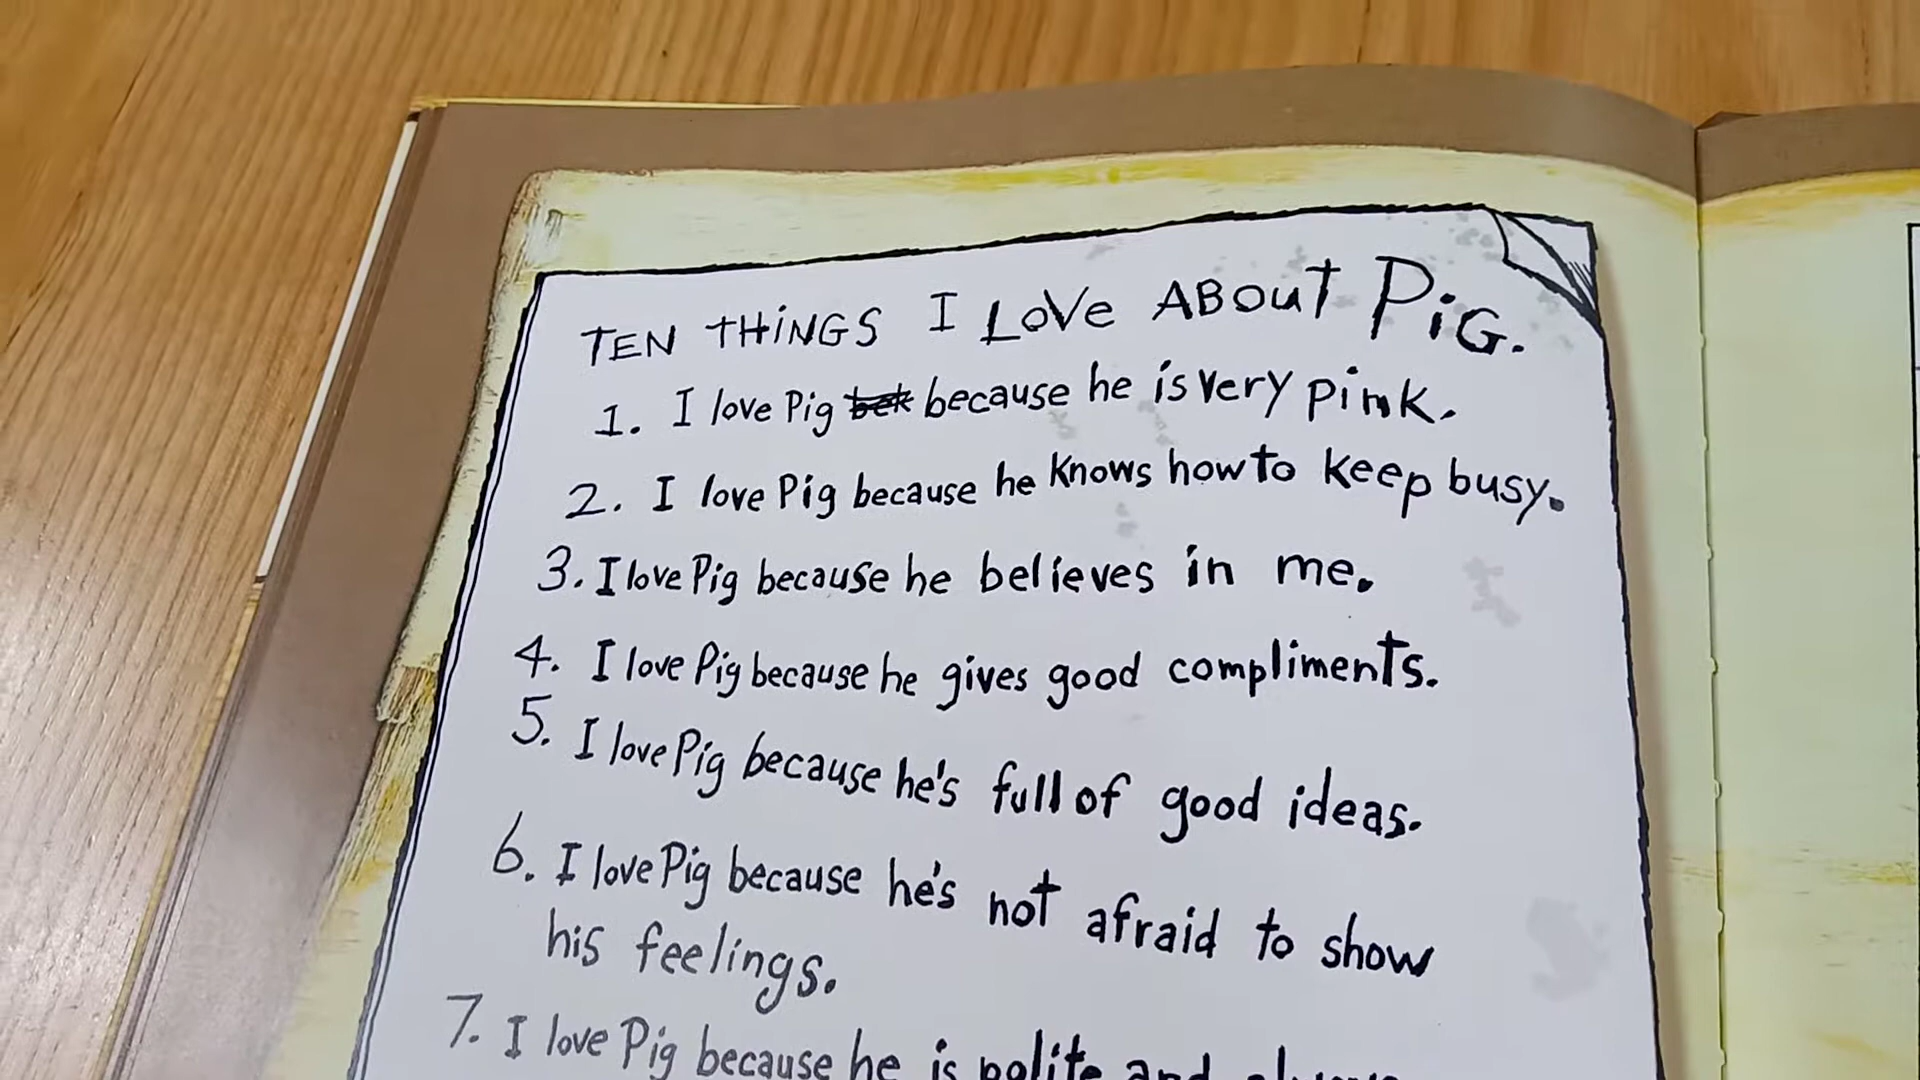 TEN THINGS I LOVE ABOUT PIG.
1. I love Pig bek because he is very pink.
2. I love Pig because he knows how to keep busy.
3. I love Pig because he believes in me.
4. I love Pig because he gives good compliments.
5. I love Pig because he's full of good ideas.
6. I love Pig because he's not afraid to show
his feelings.
7. I love Pig because he is polite and always